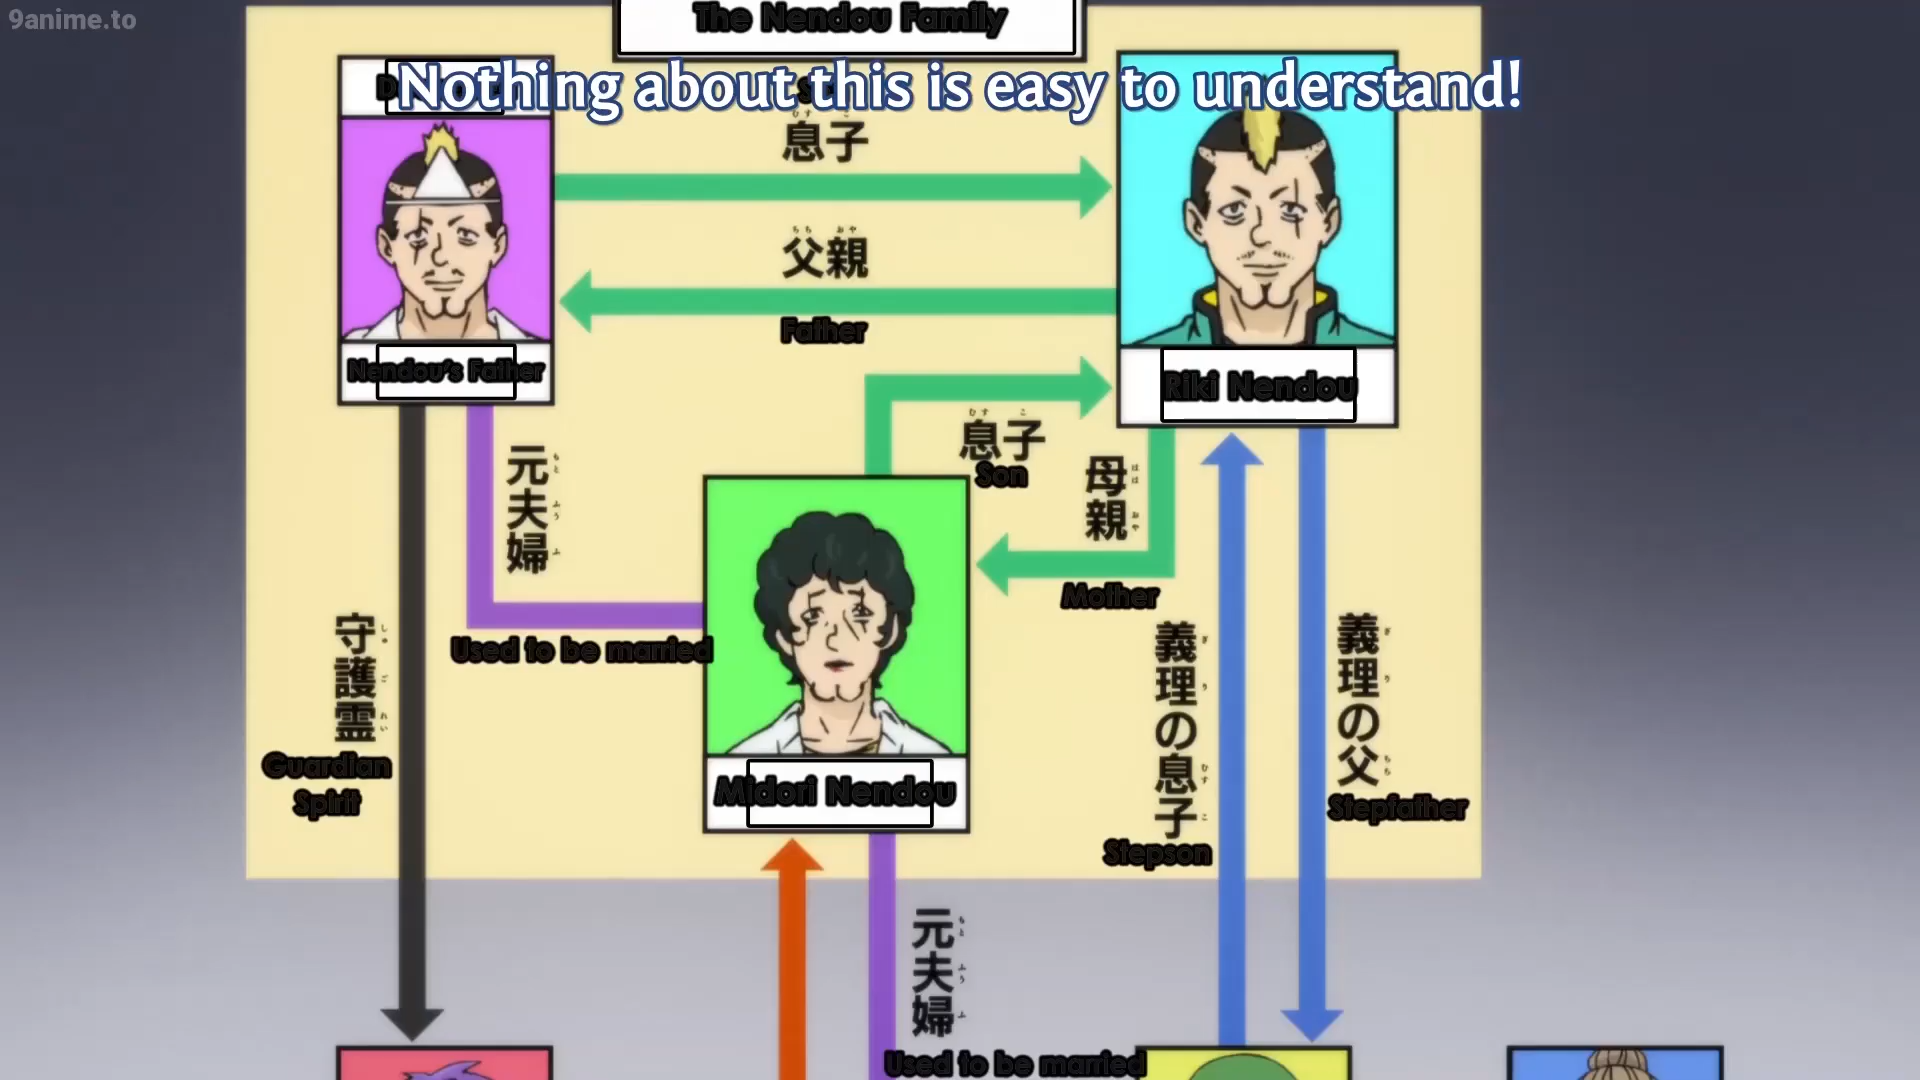 9anime.to
The Nendou Family
Nothing about this is easy to understand!
息子
父親
Father
Nendou's Father
Riki Nendou
息子
Son
母親
Mother
元夫婦
Used to be married
守護霊
Guardian
Spirit
Midori Nendou
義理の息子
Stepson
義理の父
Stepfather
元夫婦
Used to be married